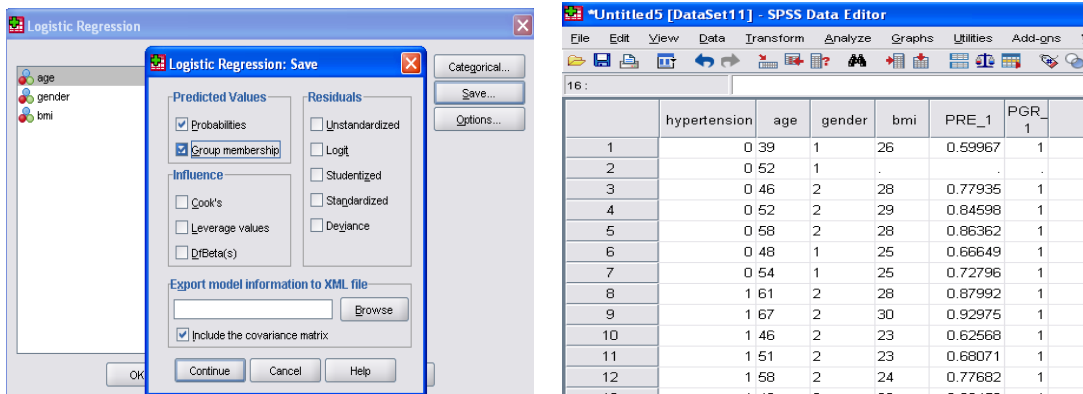 Logistic Regression
age
gender
bmi
Categorical...
Save...
Options...
OK
Logistic Regression: Save
Predicted Values
Probabilities
Group membership
Residuals
Unstandardized
Logit
Studentized
Standardized
Deviance
Influence
Cook's
Leverage values
DfBeta(s)
Export model information to XML file
Browse
Include the covariance matrix
Continue Cancel Help
*Untitled5 [DataSet11] - SPSS Data Editor
File Edit View Data Transform Analyze Graphs Utilities Add-ons
16 :
hypertension age gender bmi PRE_1 PGR_1
1 0 39 1 26 0.59967 1
2 0 52 1 . . .
3 0 46 2 28 0.77935 1
4 0 52 2 29 0.84598 1
5 0 58 2 28 0.86362 1
6 0 48 1 25 0.66649 1
7 0 54 1 25 0.72796 1
8 1 61 2 28 0.87992 1
9 1 67 2 30 0.92975 1
10 1 46 2 23 0.62568 1
11 1 51 2 23 0.68071 1
12 1 58 2 24 0.77682 1